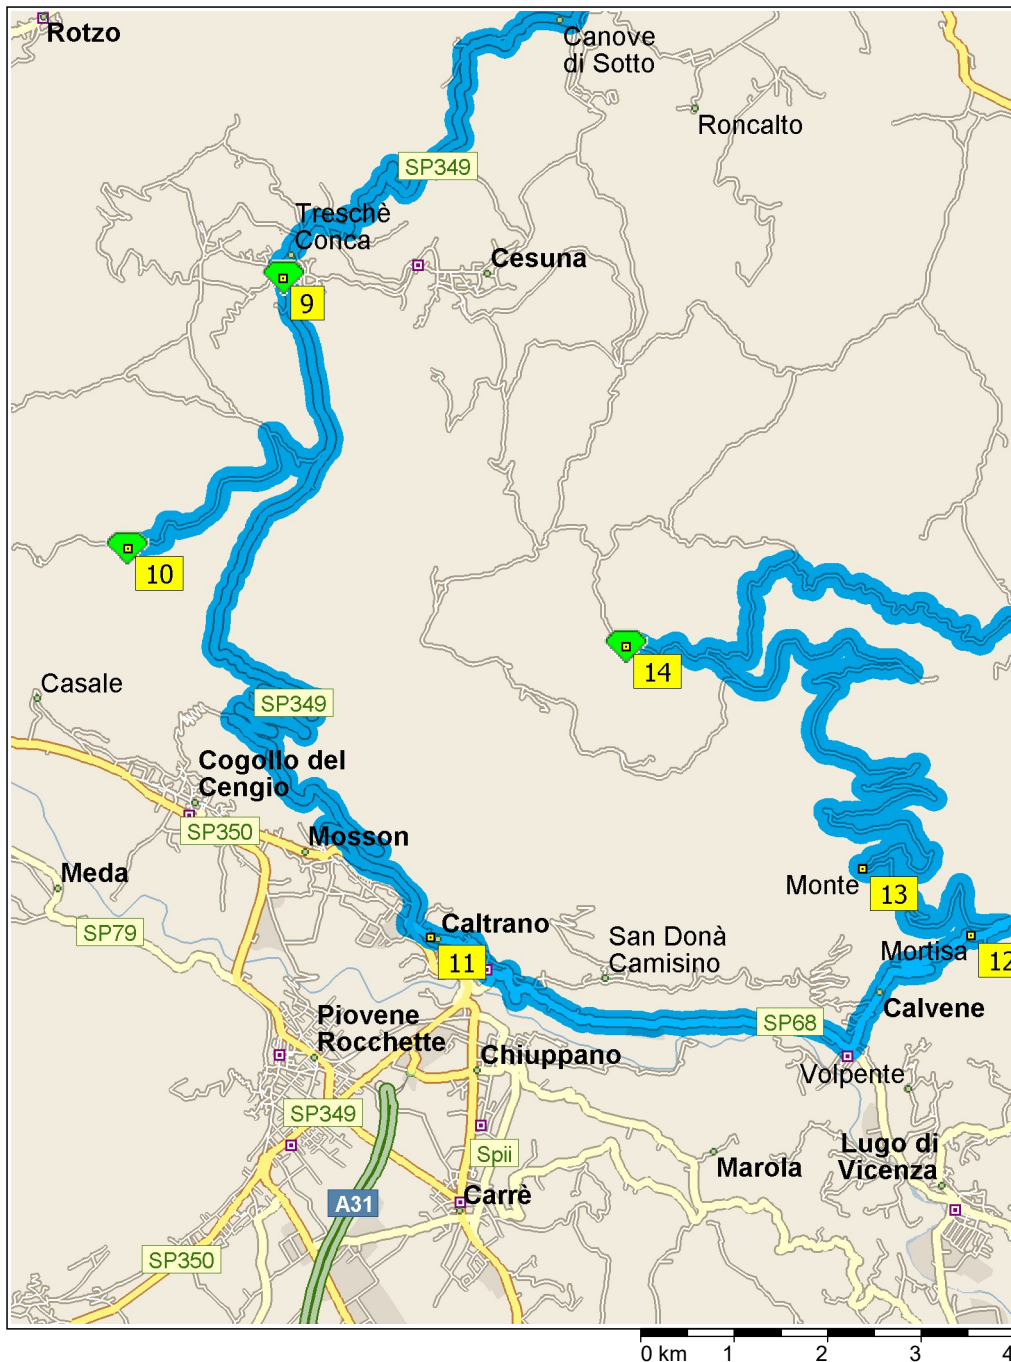 Rotzo
Canove
di Sotto
Roncalto
SP349
Treschè
Conca
Cesuna
9
10
14
Casale
SP349
Cogollo del
Cengio
SP350
Mosson
Meda
Monte
13
SP79
Caltrano
San Donà
Camisino
Mortisa
11
12
Calvene
Piovene
Rocchette
SP68
Chiuppano
Volpente
SP349
Spii
Marola
Lugo di
Vicenza
A31
Carrè
SP350
0 km 1 2 3 4